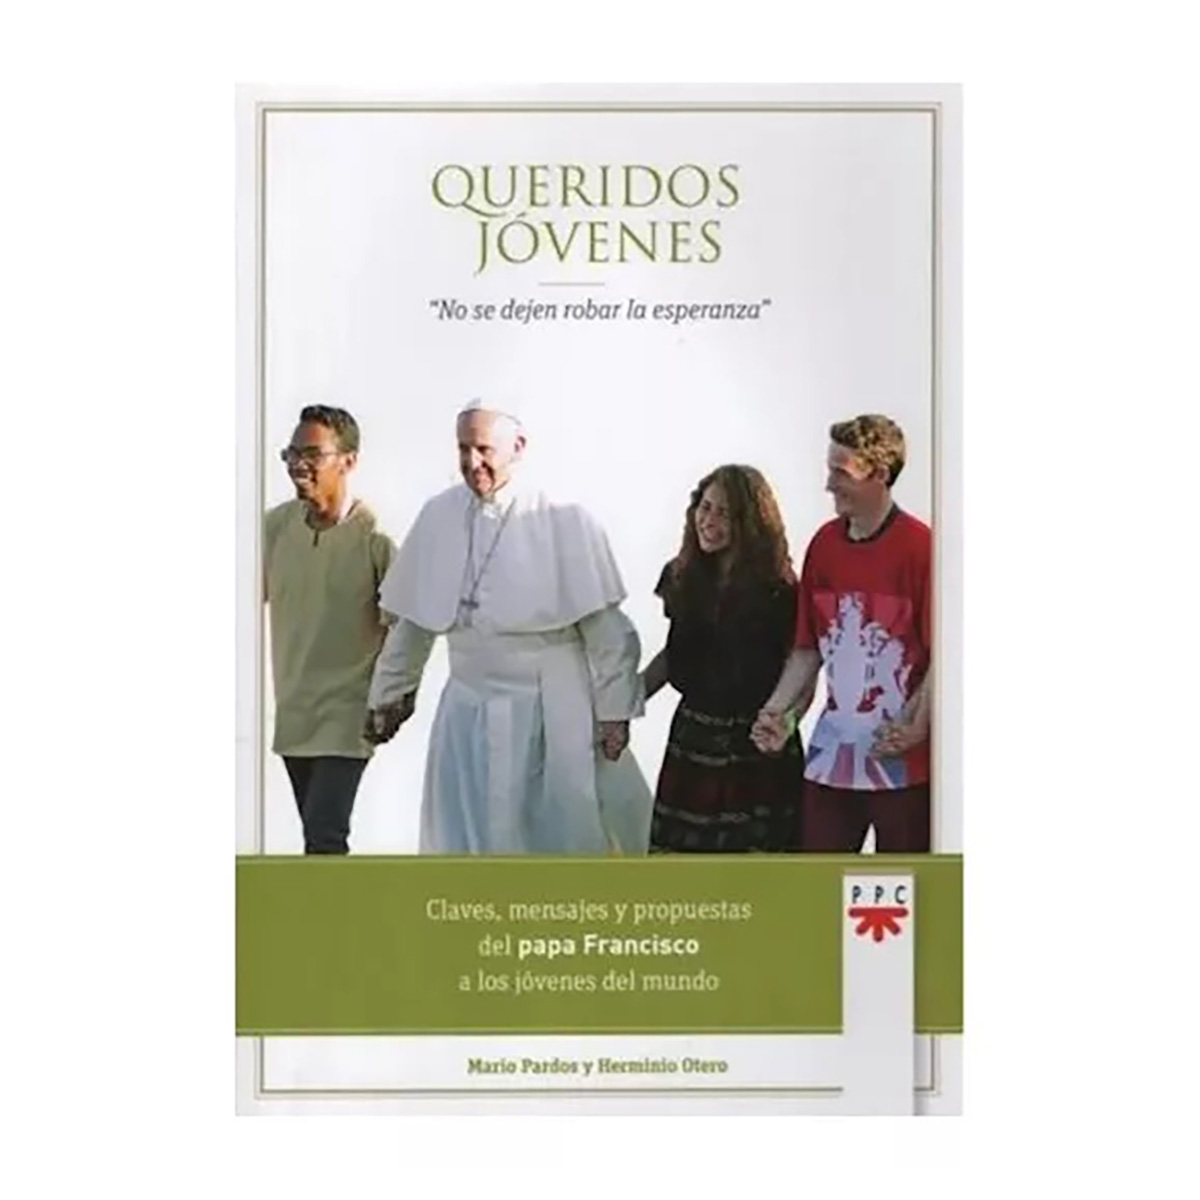 QUERIDOS
JÓVENES
"No se dejen robar la esperanza"
Claves, mensajes y propuestas
del papa Francisco
a los jóvenes del mundo
PPC
Mario Pardos y Herminio Otero